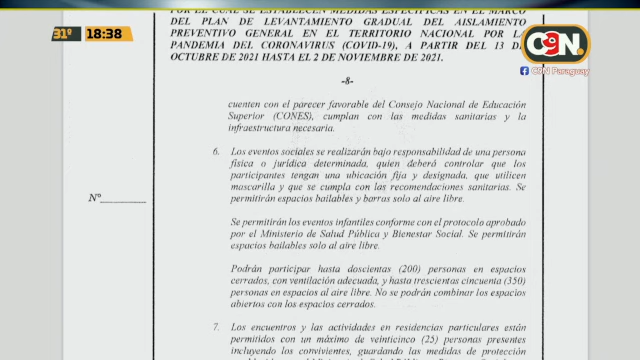 31º 18:38
C9N
C9N Paraguay
POR EL CUAL SE ESTABLECEN MEDIDAS ESPECÍFICAS EN EL MARCO
DEL PLAN DE LEVANTAMIENTO GRADUAL DEL AISLAMIENTO
PREVENTIVO GENERAL EN EL TERRITORIO NACIONAL POR LA
PANDEMIA DEL CORONAVIRUS (COVID-19), A PARTIR DEL 13 DE
OCTUBRE DE 2021 HASTA EL 2 DE NOVIEMBRE DE 2021.
-8-
cuenten con el parecer favorable del Consejo Nacional de Educación
Superior (CONES), cumplan con las medidas sanitarias y la
infraestructura necesaria.
6. Los eventos sociales se realizarán bajo responsabilidad de una persona
física o jurídica determinada, quien deberá controlar que los
participantes tengan una ubicación fija y designada, que utilicen
mascarilla y que se cumpla con las recomendaciones sanitarias. Se
permitirán espacios bailables y barras solo al aire libre.
Nº
Se permitirán los eventos infantiles conforme con el protocolo aprobado
por el Ministerio de Salud Pública y Bienestar Social. Se permitirán
espacios bailables solo al aire libre.
Podrán participar hasta doscientas (200) personas en espacios
cerrados, con ventilación adecuada, y hasta trescientas cincuenta (350)
personas en espacios al aire libre. No se podrán combinar los espacios
abiertos con los espacios cerrados.
7. Los encuentros y las actividades en residencias particulares están
permitidos con un máximo de veinticinco (25) personas presentes
incluyendo los convivientes, guardando las medidas de protección